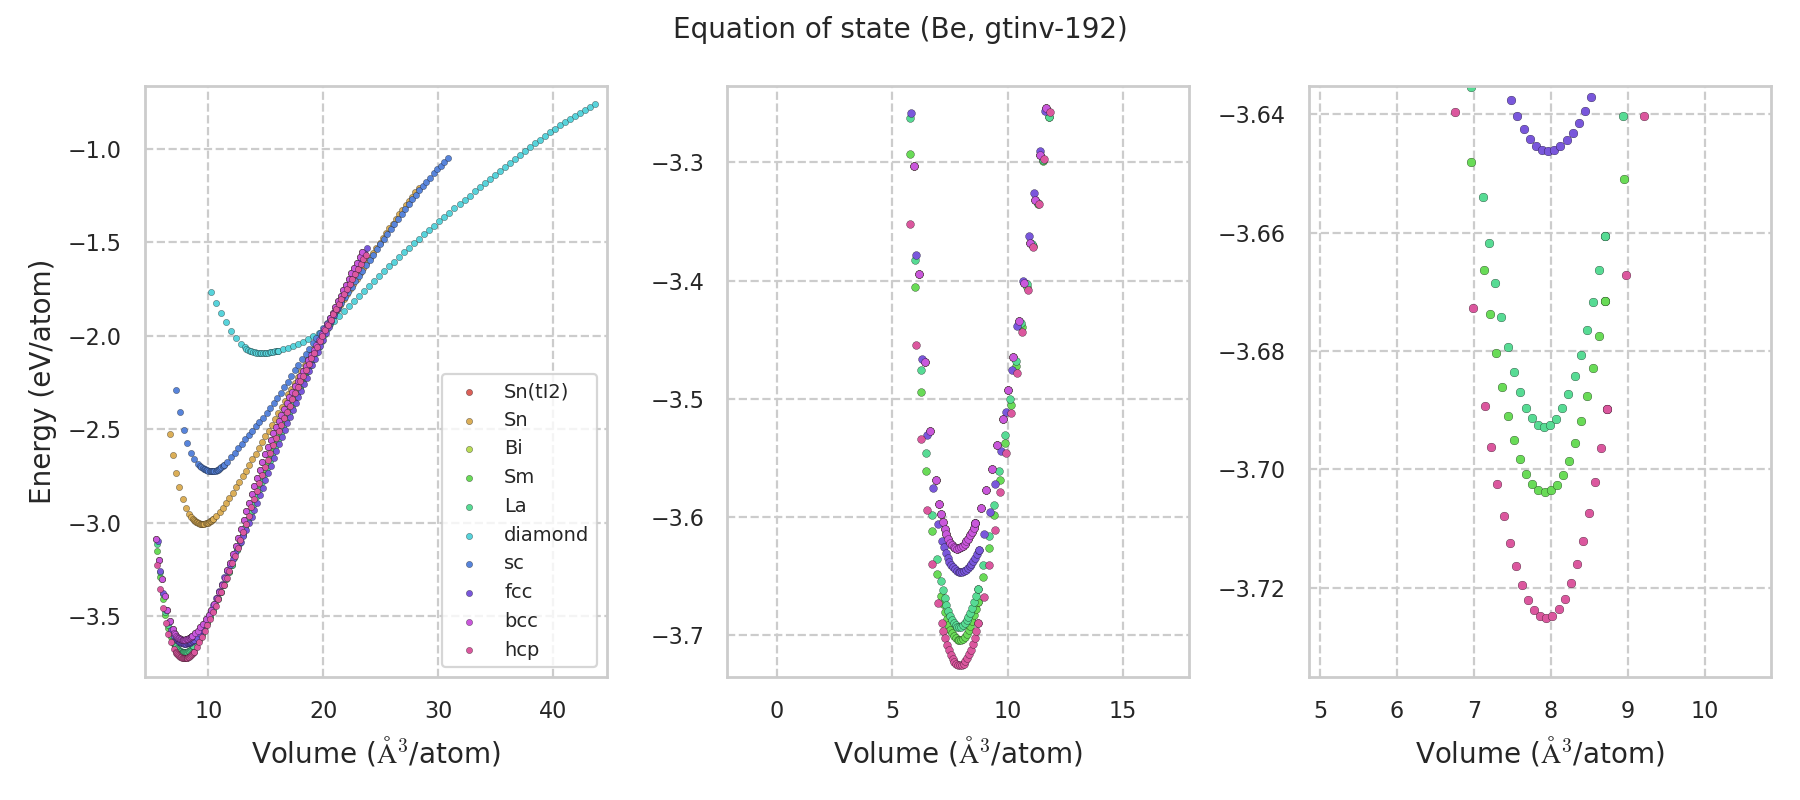 Equation of state (Be, gtinv-192)
Energy (eV/atom)
−1.0
−1.5
−2.0
−2.5
−3.0
−3.5
10
20
30
40
Volume (Å³/atom)
Sn(tI2)
Sn
Bi
Sm
La
diamond
sc
fcc
bcc
hcp
−3.3
−3.4
−3.5
−3.6
−3.7
0
5
10
15
Volume (Å³/atom)
−3.64
−3.66
−3.68
−3.70
−3.72
5
6
7
8
9
10
Volume (Å³/atom)